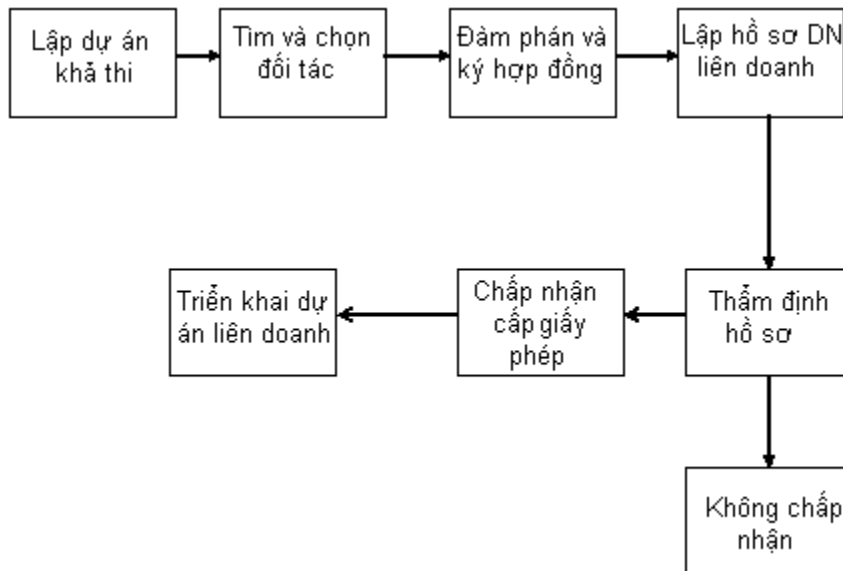 Lập dự án
khả thi
Tìm và chọn
đối tác
Đàm phán và
ký hợp đồng
Lập hồ sơ DN
liên doanh
Thẩm định
hồ sơ
Chấp nhận
cấp giấy
phép
Triển khai dự
án liên doanh
Không chấp
nhận